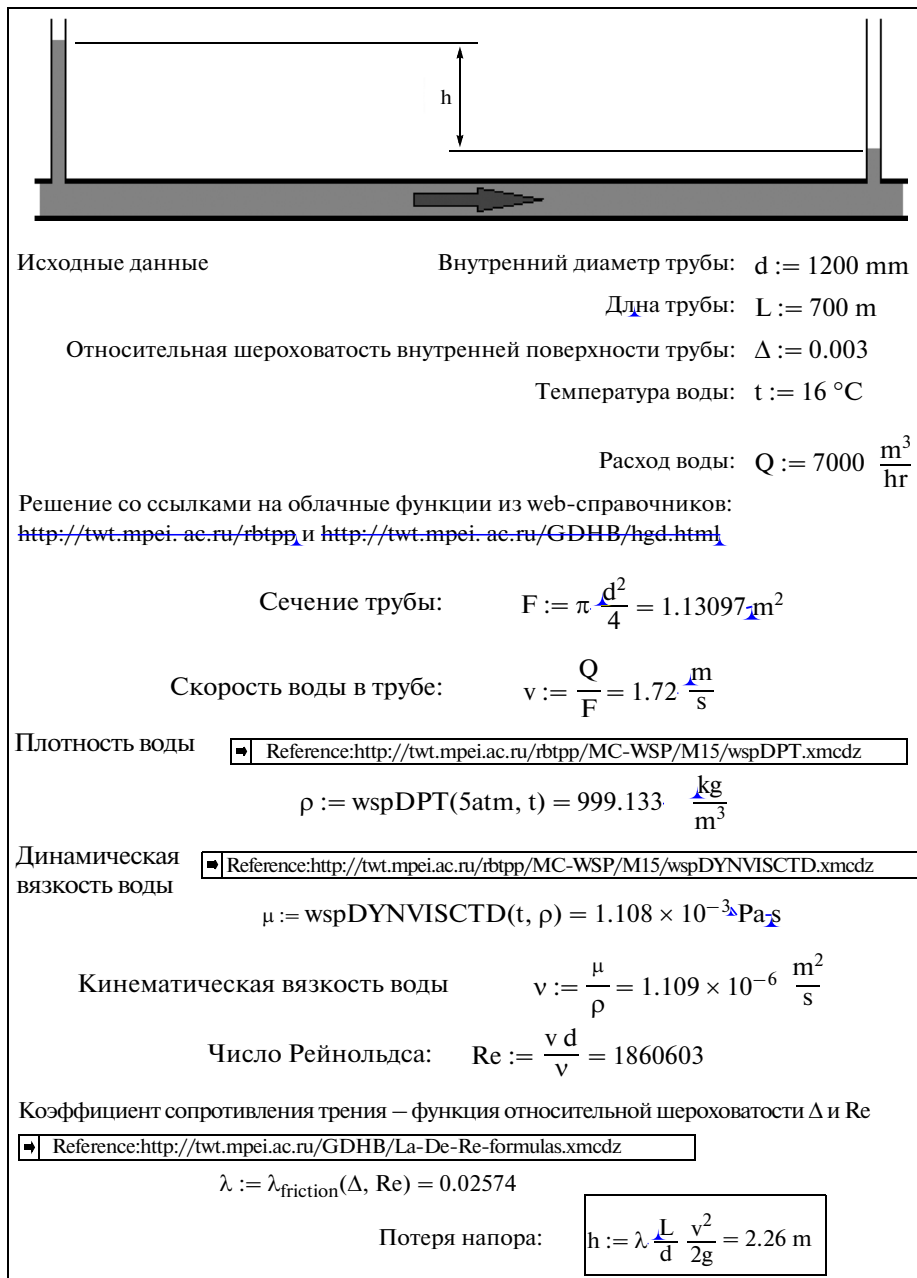 h
Исходные данные
Внутренний диаметр трубы: d := 1200 mm
Длна трубы: L := 700 m
Относительная шероховатость внутренней поверхности трубы: Δ := 0.003
Температура воды: t := 16 °C
Расход воды: Q := 7000 m³/hr
Решение со ссылками на облачные функции из web-справочников:
http://twt.mpei. ac.ru/rbtpp и http://twt.mpei. ac.ru/GDHB/hgd.html
Сечение трубы: F := π d²/4 = 1.13097 m²
Скорость воды в трубе: v := Q/F = 1.72 m/s
Плотность воды
Reference:http://twt.mpei.ac.ru/rbtpp/MC-WSP/M15/wspDPT.xmcdz
ρ := wspDPT(5atm, t) = 999.133 kg/m³
Динамическая
вязкость воды
Reference:http://twt.mpei.ac.ru/rbtpp/MC-WSP/M15/wspDYNVISCTD.xmcdz
μ := wspDYNVISCTD(t, ρ) = 1.108 × 10⁻³ Pa-s
Кинематическая вязкость воды ν := μ/ρ = 1.109 × 10⁻⁶ m²/s
Число Рейнольдса: Re := v d/ν = 1860603
Коэффициент сопротивления трения – функция относительной шероховатости Δ и Re
Reference:http://twt.mpei.ac.ru/GDHB/La-De-Re-formulas.xmcdz
λ := λfriction(Δ, Re) = 0.02574
Потеря напора: h := λ L/d v²/2g = 2.26 m